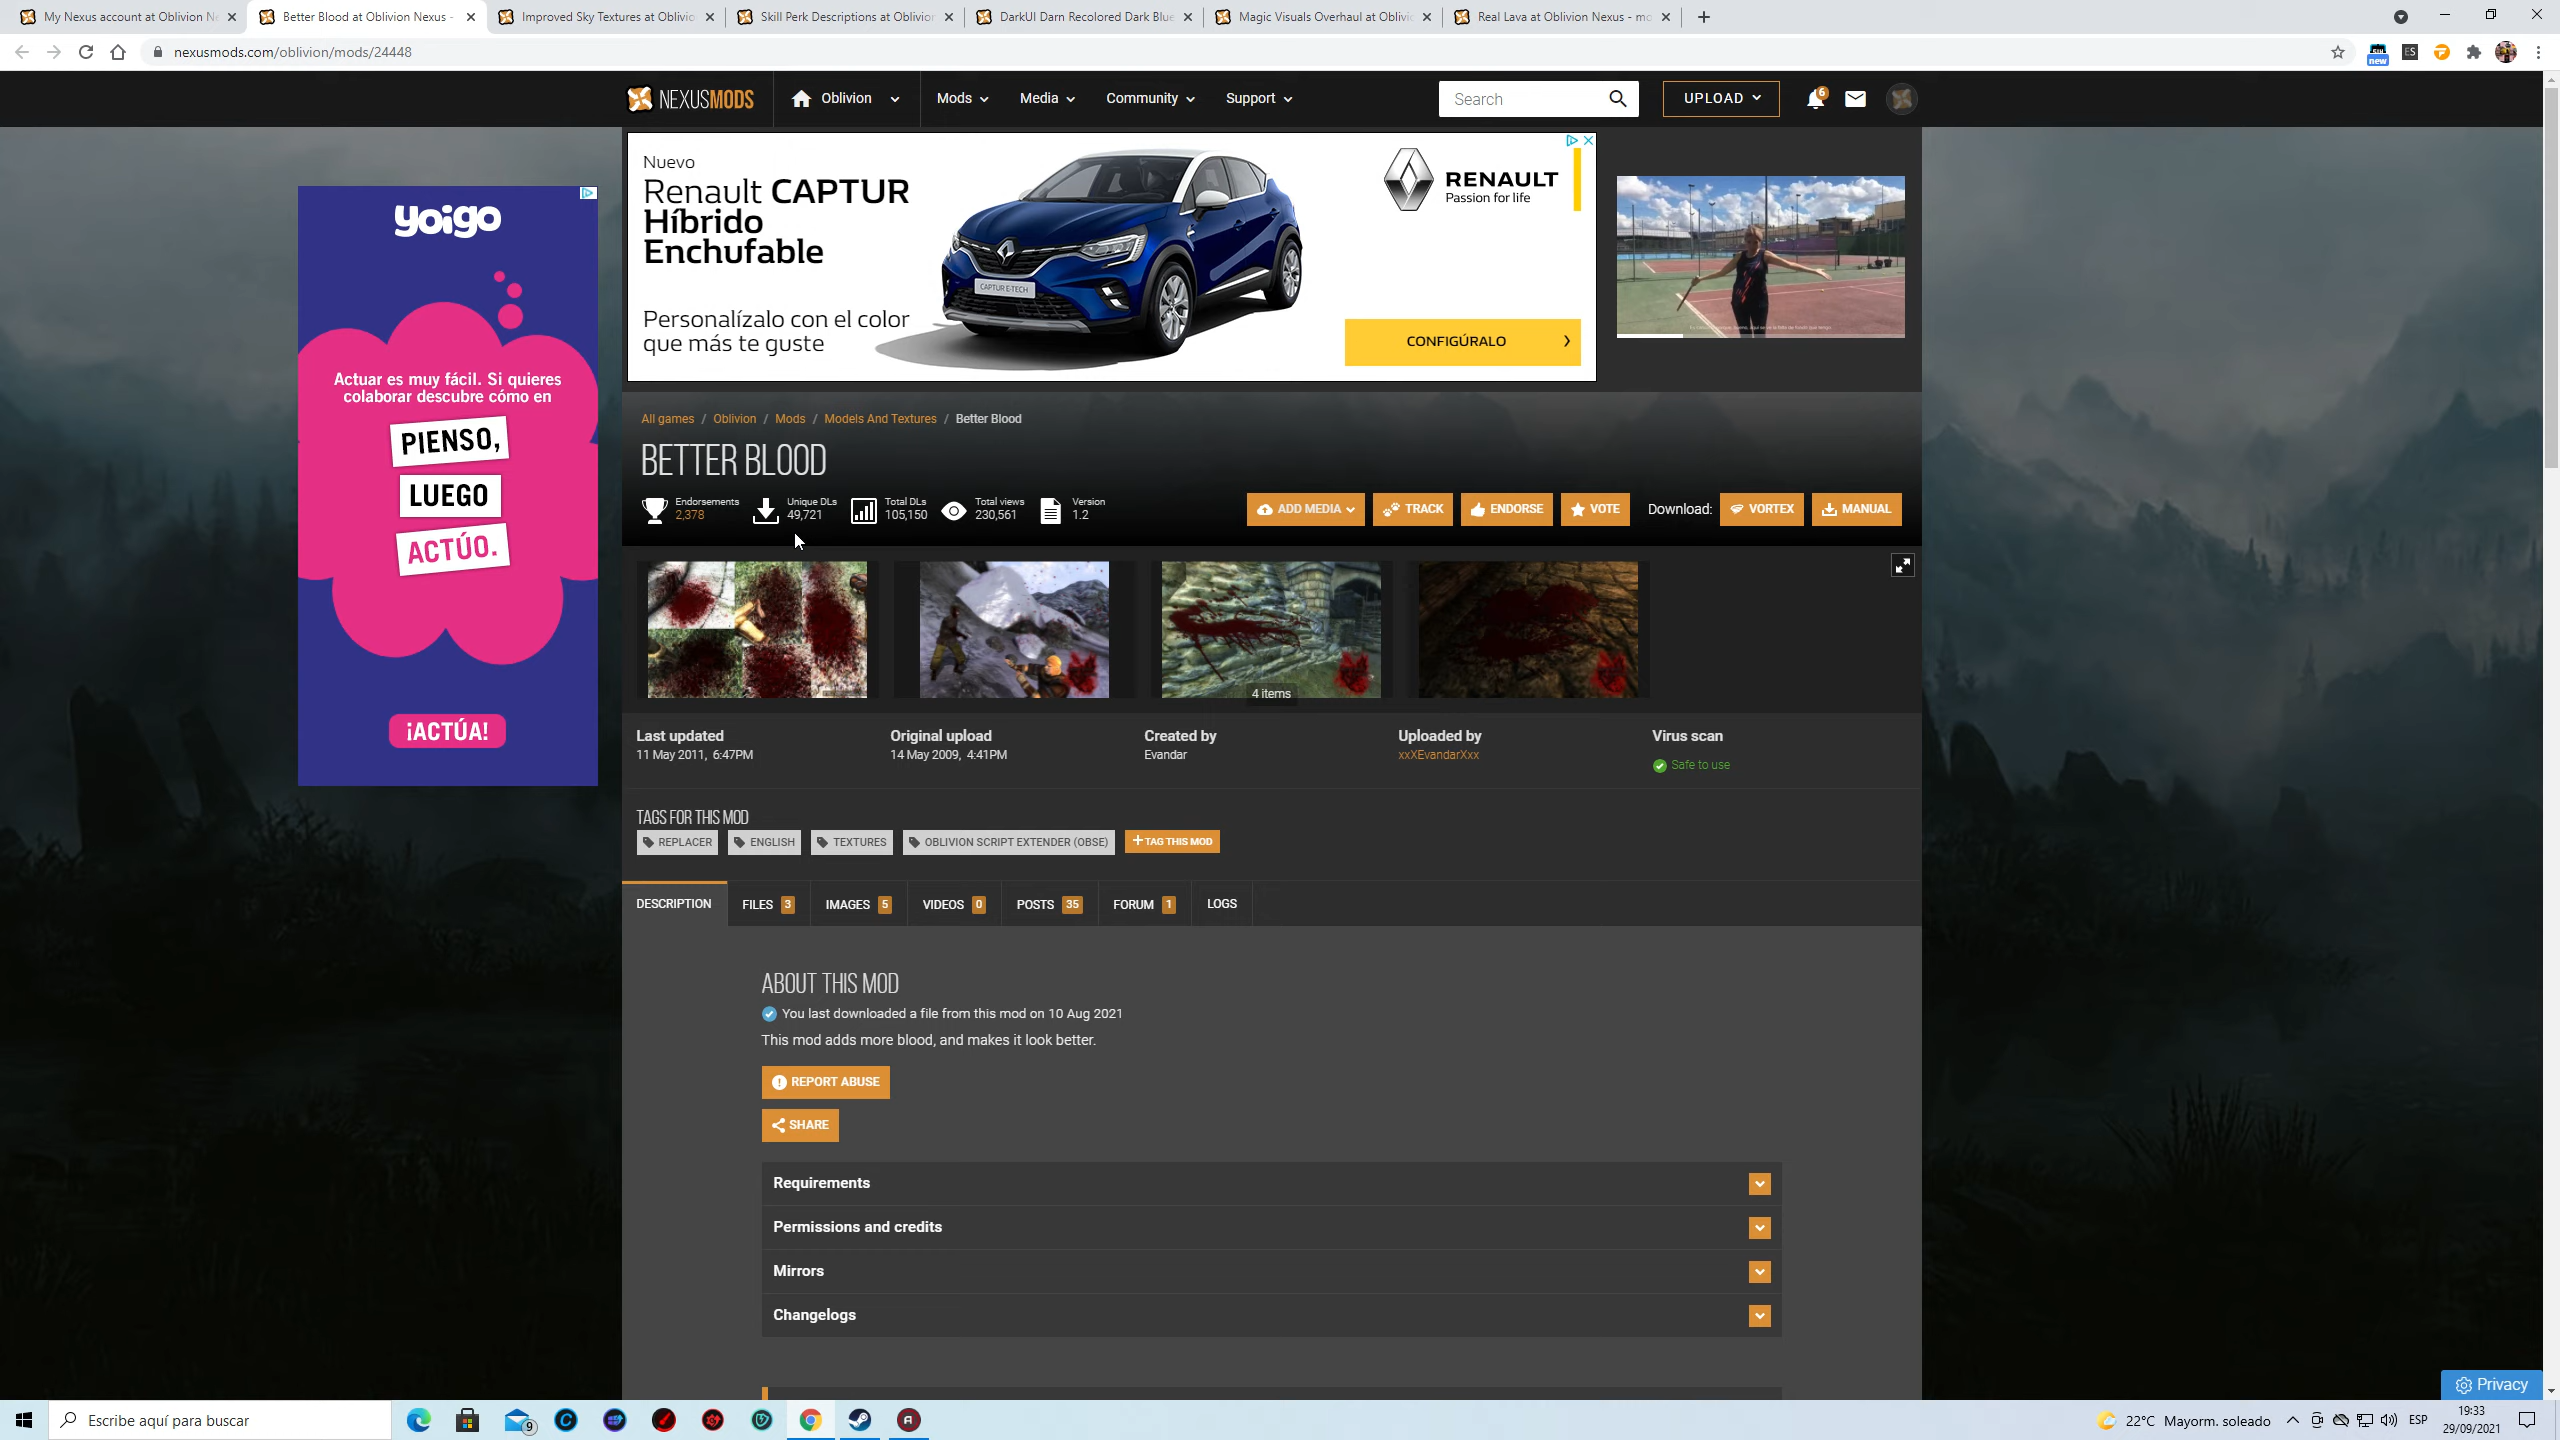 My Nexus account at Oblivion N
Better Blood at Oblivion Nexus -
Improved Sky Textures at Oblivio
Skill Perk Descriptions at Oblivion
DarkUI Darn Recolored Dark Blue
Magic Visuals Overhaul at Oblivi
Real Lava at Oblivion Nexus - mo
nexusmods.com/oblivion/mods/24448
new
ES
NEXUSMODS
Oblivion
Mods
Media
Community
Support
Search
UPLOAD
6
yoigo
Actuar es muy fácil. Si quieres
colaborar descubre cómo en
PIENSO,
LUEGO
ACTÚO.
¡ACTÚA!
Nuevo
Renault CAPTUR
Híbrido
Enchufable
Personalízalo con el color
que más te guste
CAPTUR E-TECH
RENAULT
Passion for life
CONFIGÚRALO
All games / Oblivion / Mods / Models And Textures / Better Blood
BETTER BLOOD
Endorsements
2,378
Unique DLs
49,721
Total DLs
105,150
Total views
230,561
Version
1.2
ADD MEDIA
TRACK
ENDORSE
VOTE
Download:
VORTEX
MANUAL
4 items
Last updated
11 May 2011, 6:47PM
Original upload
14 May 2009, 4:41PM
Created by
Evandar
Uploaded by
xxXEvandarXxx
Virus scan
Safe to use
TAGS FOR THIS MOD
REPLACER
ENGLISH
TEXTURES
OBLIVION SCRIPT EXTENDER (OBSE)
+TAG THIS MOD
DESCRIPTION
FILES 3
IMAGES 5
VIDEOS 0
POSTS 35
FORUM 1
LOGS
ABOUT THIS MOD
You last downloaded a file from this mod on 10 Aug 2021
This mod adds more blood, and makes it look better.
REPORT ABUSE
SHARE
Requirements
Permissions and credits
Mirrors
Changelogs
Privacy
Escribe aquí para buscar
9
22°C Mayorm. soleado
ESP
19:33
29/09/2021